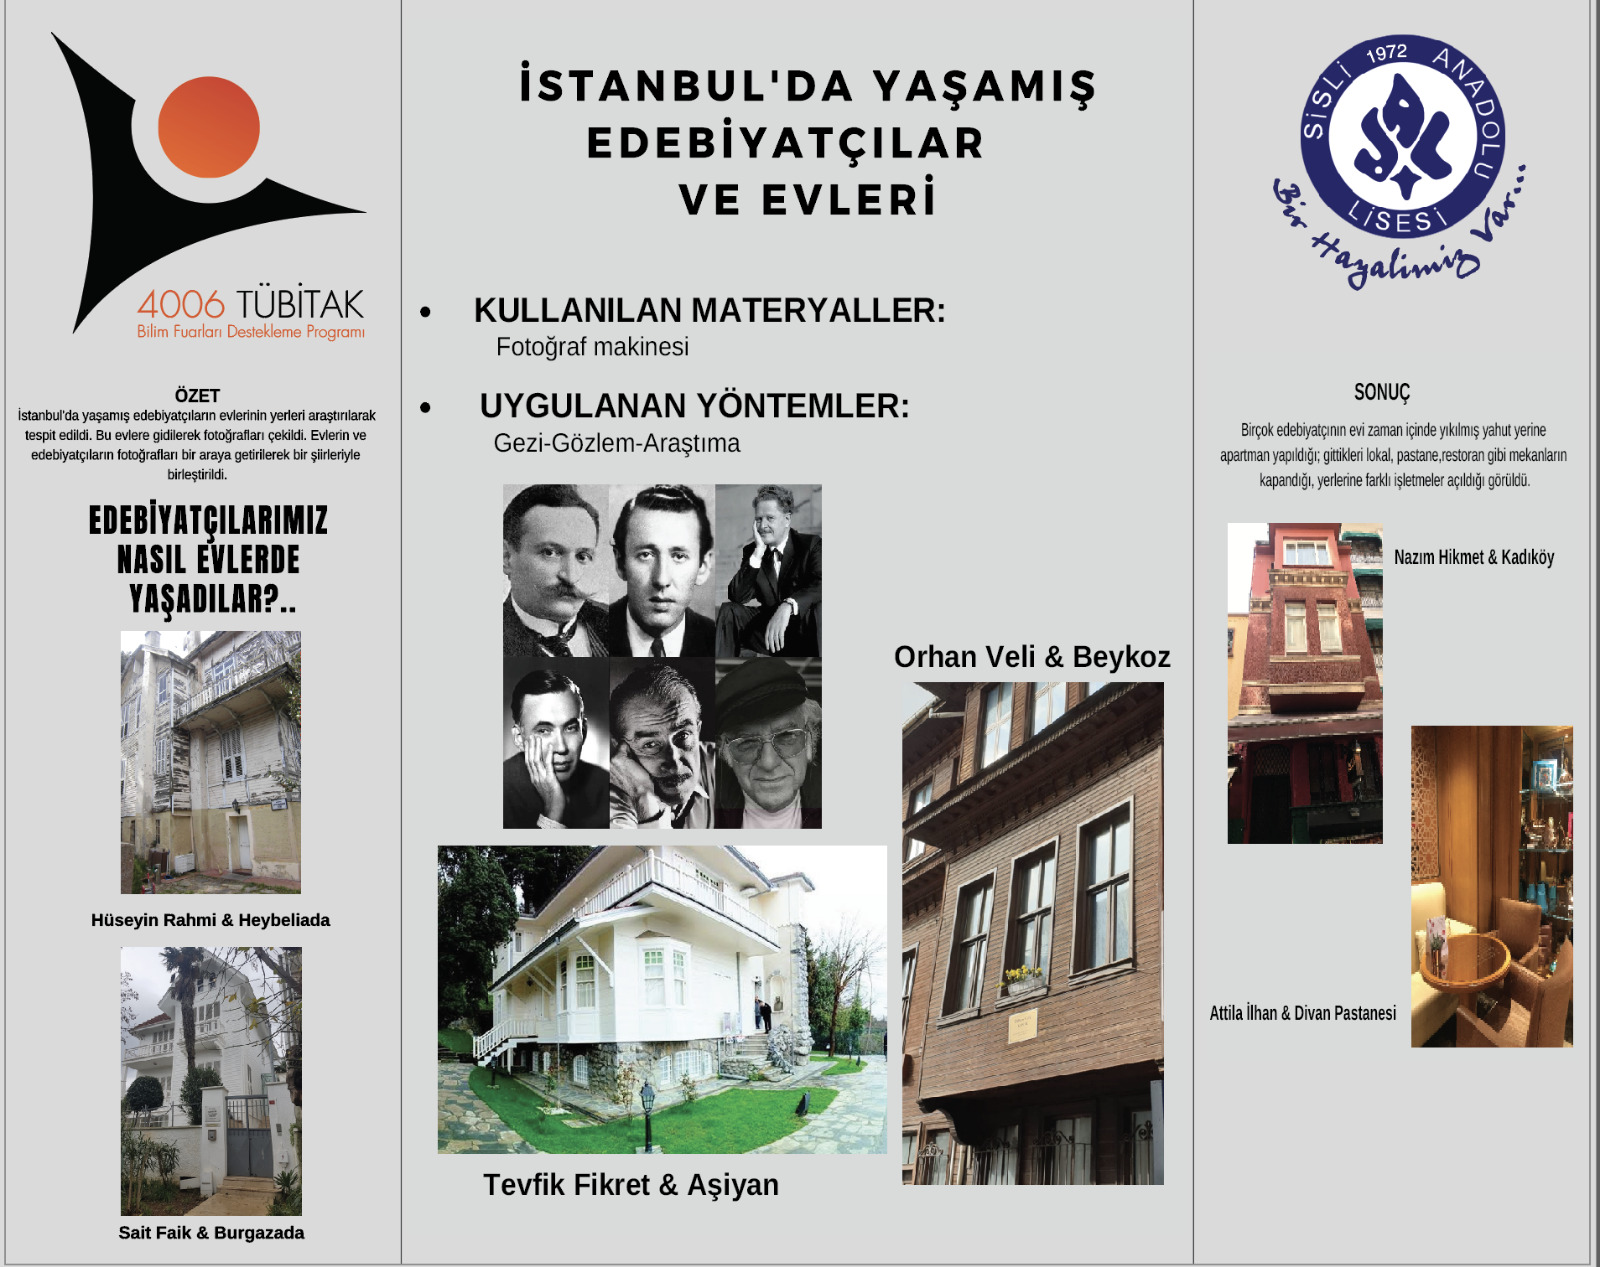 4006 TÜBİTAK
Bilim Fuarları Destekleme Programı
ÖZET
İstanbul'da yaşamış edebiyatçıların evlerinin yerleri araştırılarak
tespit edildi. Bu evlere gidilerek fotoğrafları çekildi. Evlerin ve
edebiyatçıların fotoğrafları bir araya getirilerek bir şiirleriyle
birleştirildi.
EDEBİYATÇILARIMIZ
NASIL EVLERDE
YAŞADILAR?..
Hüseyin Rahmi & Heybeliada
Sait Faik & Burgazada
İSTANBUL'DA YAŞAMIŞ
EDEBİYATÇILAR
VE EVLERİ
• KULLANILAN MATERYALLER:
Fotoğraf makinesi
• UYGULANAN YÖNTEMLER:
Gezi-Gözlem-Araştıma
Orhan Veli & Beykoz
Tevfik Fikret & Aşiyan
ŞİŞLİ 1972 ANADOLU
LİSESİ
Bir Hayalimiz Var...
SONUÇ
Birçok edebiyatçının evi zaman içinde yıkılmış yahut yerine
apartman yapıldığı; gittikleri lokal, pastane,restoran gibi mekanların
kapandığı, yerlerine farklı işletmeler açıldığı görüldü.
Nazım Hikmet & Kadıköy
Attila İlhan & Divan Pastanesi